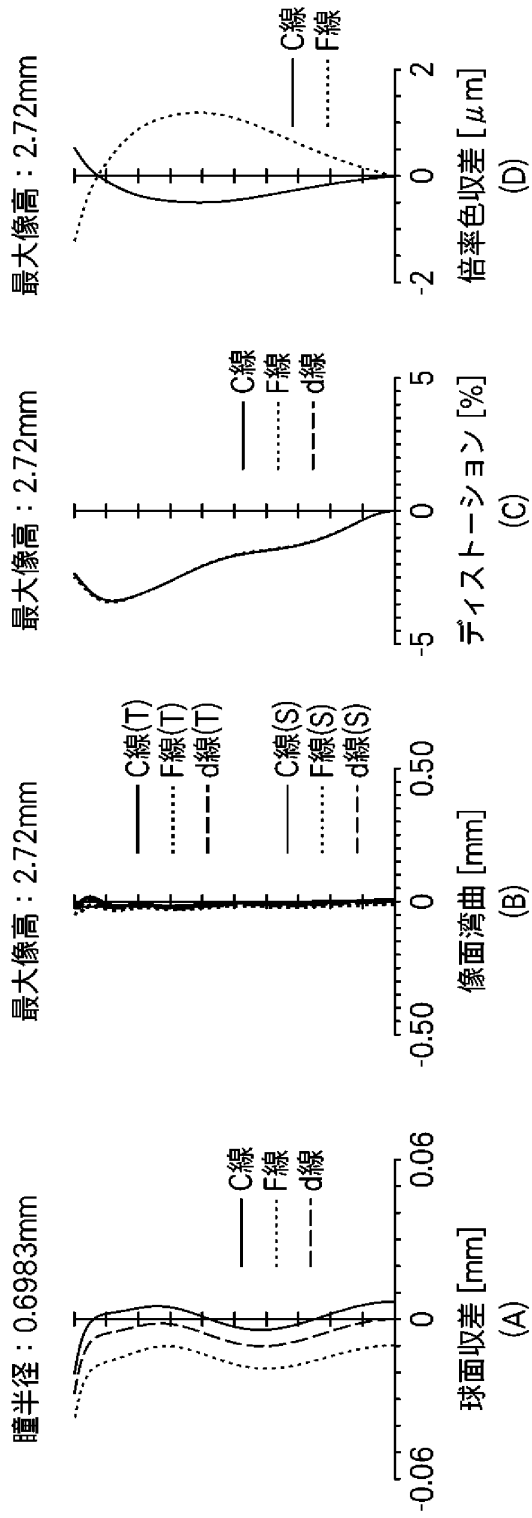 瞳半径：0.6983mm
C線
F線
d線
-0.06
0
0.06
球面収差 [mm]
(A)
最大像高：2.72mm
C線(T)
F線(T)
d線(T)
C線(S)
F線(S)
d線(S)
-0.50
0
0.50
像面湾曲 [mm]
(B)
最大像高：2.72mm
C線
F線
d線
-5
0
5
ディストーション [%]
(C)
最大像高：2.72mm
C線
F線
-2
0
2
倍率色収差 [μm]
(D)